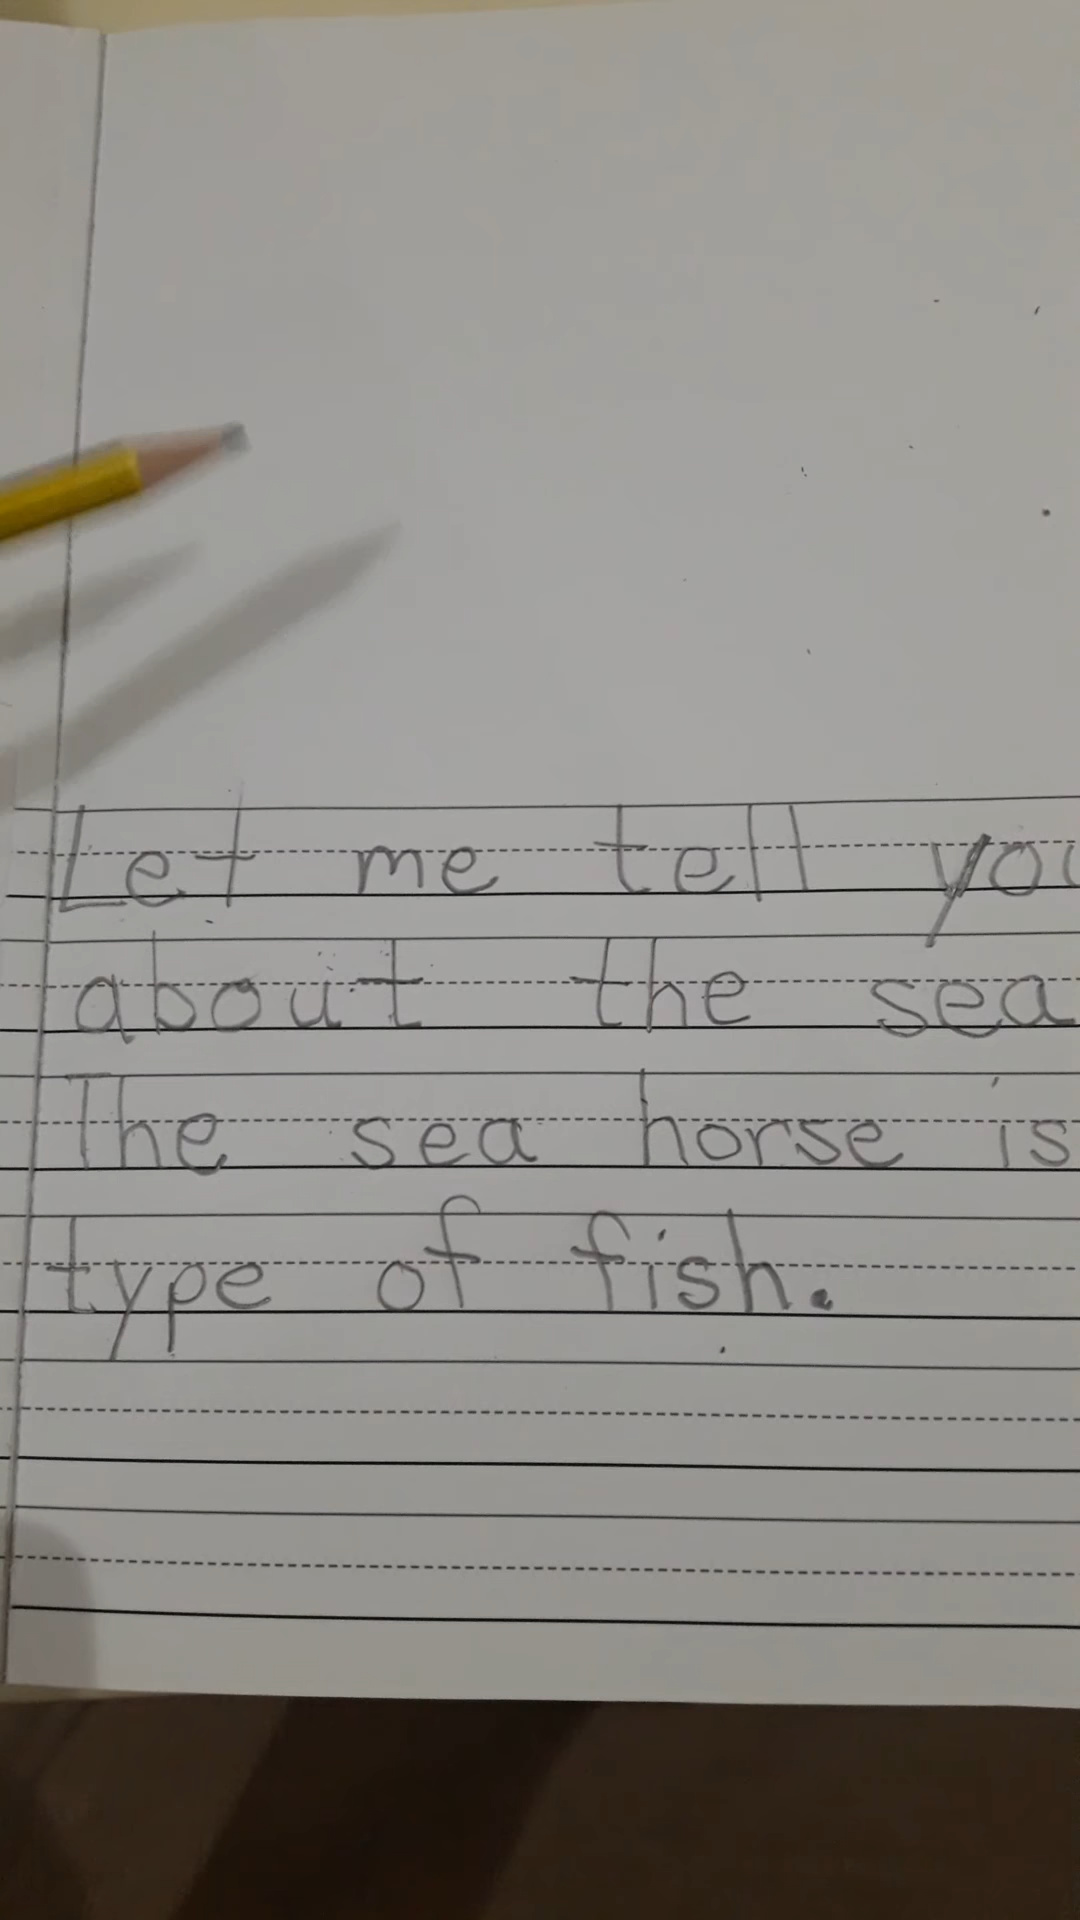 Let me tell you
about the sea
The sea horse is
type of fish.